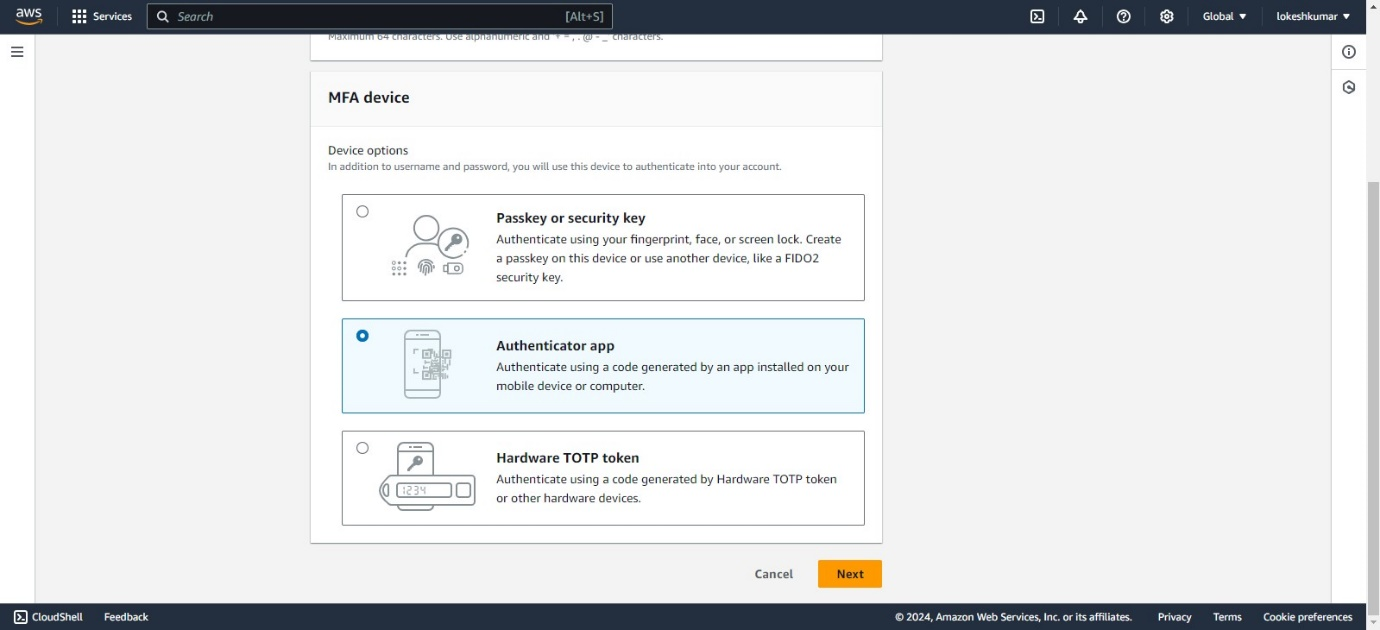 aws
Services
Search
[Alt+S]
Global ▼
lokeshkumar ▼
Maximum 64 characters. Use alphanumeric and '+ = , . @ - _' characters.
MFA device
Device options
In addition to username and password, you will use this device to authenticate into your account.
Passkey or security key
Authenticate using your fingerprint, face, or screen lock. Create
a passkey on this device or use another device, like a FIDO2
security key.
Authenticator app
Authenticate using a code generated by an app installed on your
mobile device or computer.
1234
Hardware TOTP token
Authenticate using a code generated by Hardware TOTP token
or other hardware devices.
Cancel
Next
CloudShell
Feedback
© 2024, Amazon Web Services, Inc. or its affiliates.
Privacy
Terms
Cookie preferences